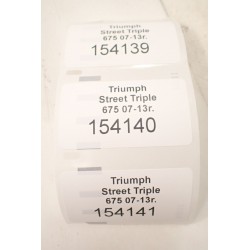 Triumph
Street Triple
675 07-13r.
154139
Triumph
Street Triple
675 07-13r.
154140
Triumph
Street Triple
675 07-13r.
154141